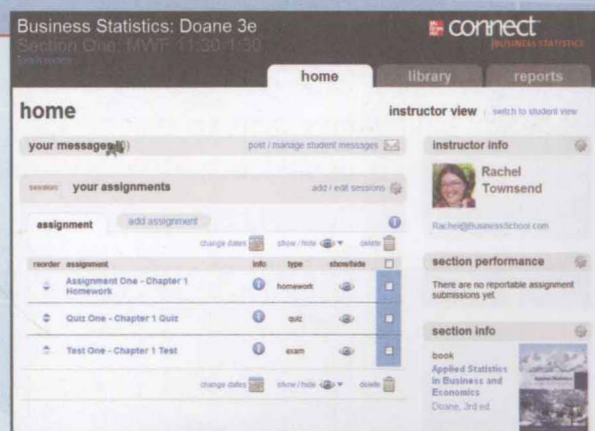 Business Statistics: Doane 3e
Section One: MWF 11:30-1:30
connect
BUSINESS STATISTICS
home
library
reports
home
instructor view
switch to student view
your messages
post / manage student messages
your assignments
add / edit sessions
assignment
add assignment
change dates
show / hide
delete
reorder
assignment
info
type
show/hide
Assignment One - Chapter 1
Homework
homework
Quiz One - Chapter 1 Quiz
quiz
Test One - Chapter 1 Test
exam
change dates
show / hide
delete
instructor info
Rachel
Townsend
Rachel@BusinessSchool.com
section performance
There are no reportable assignment
submissions yet.
section info
book
Applied Statistics
in Business and
Economics
Doane, 3rd ed